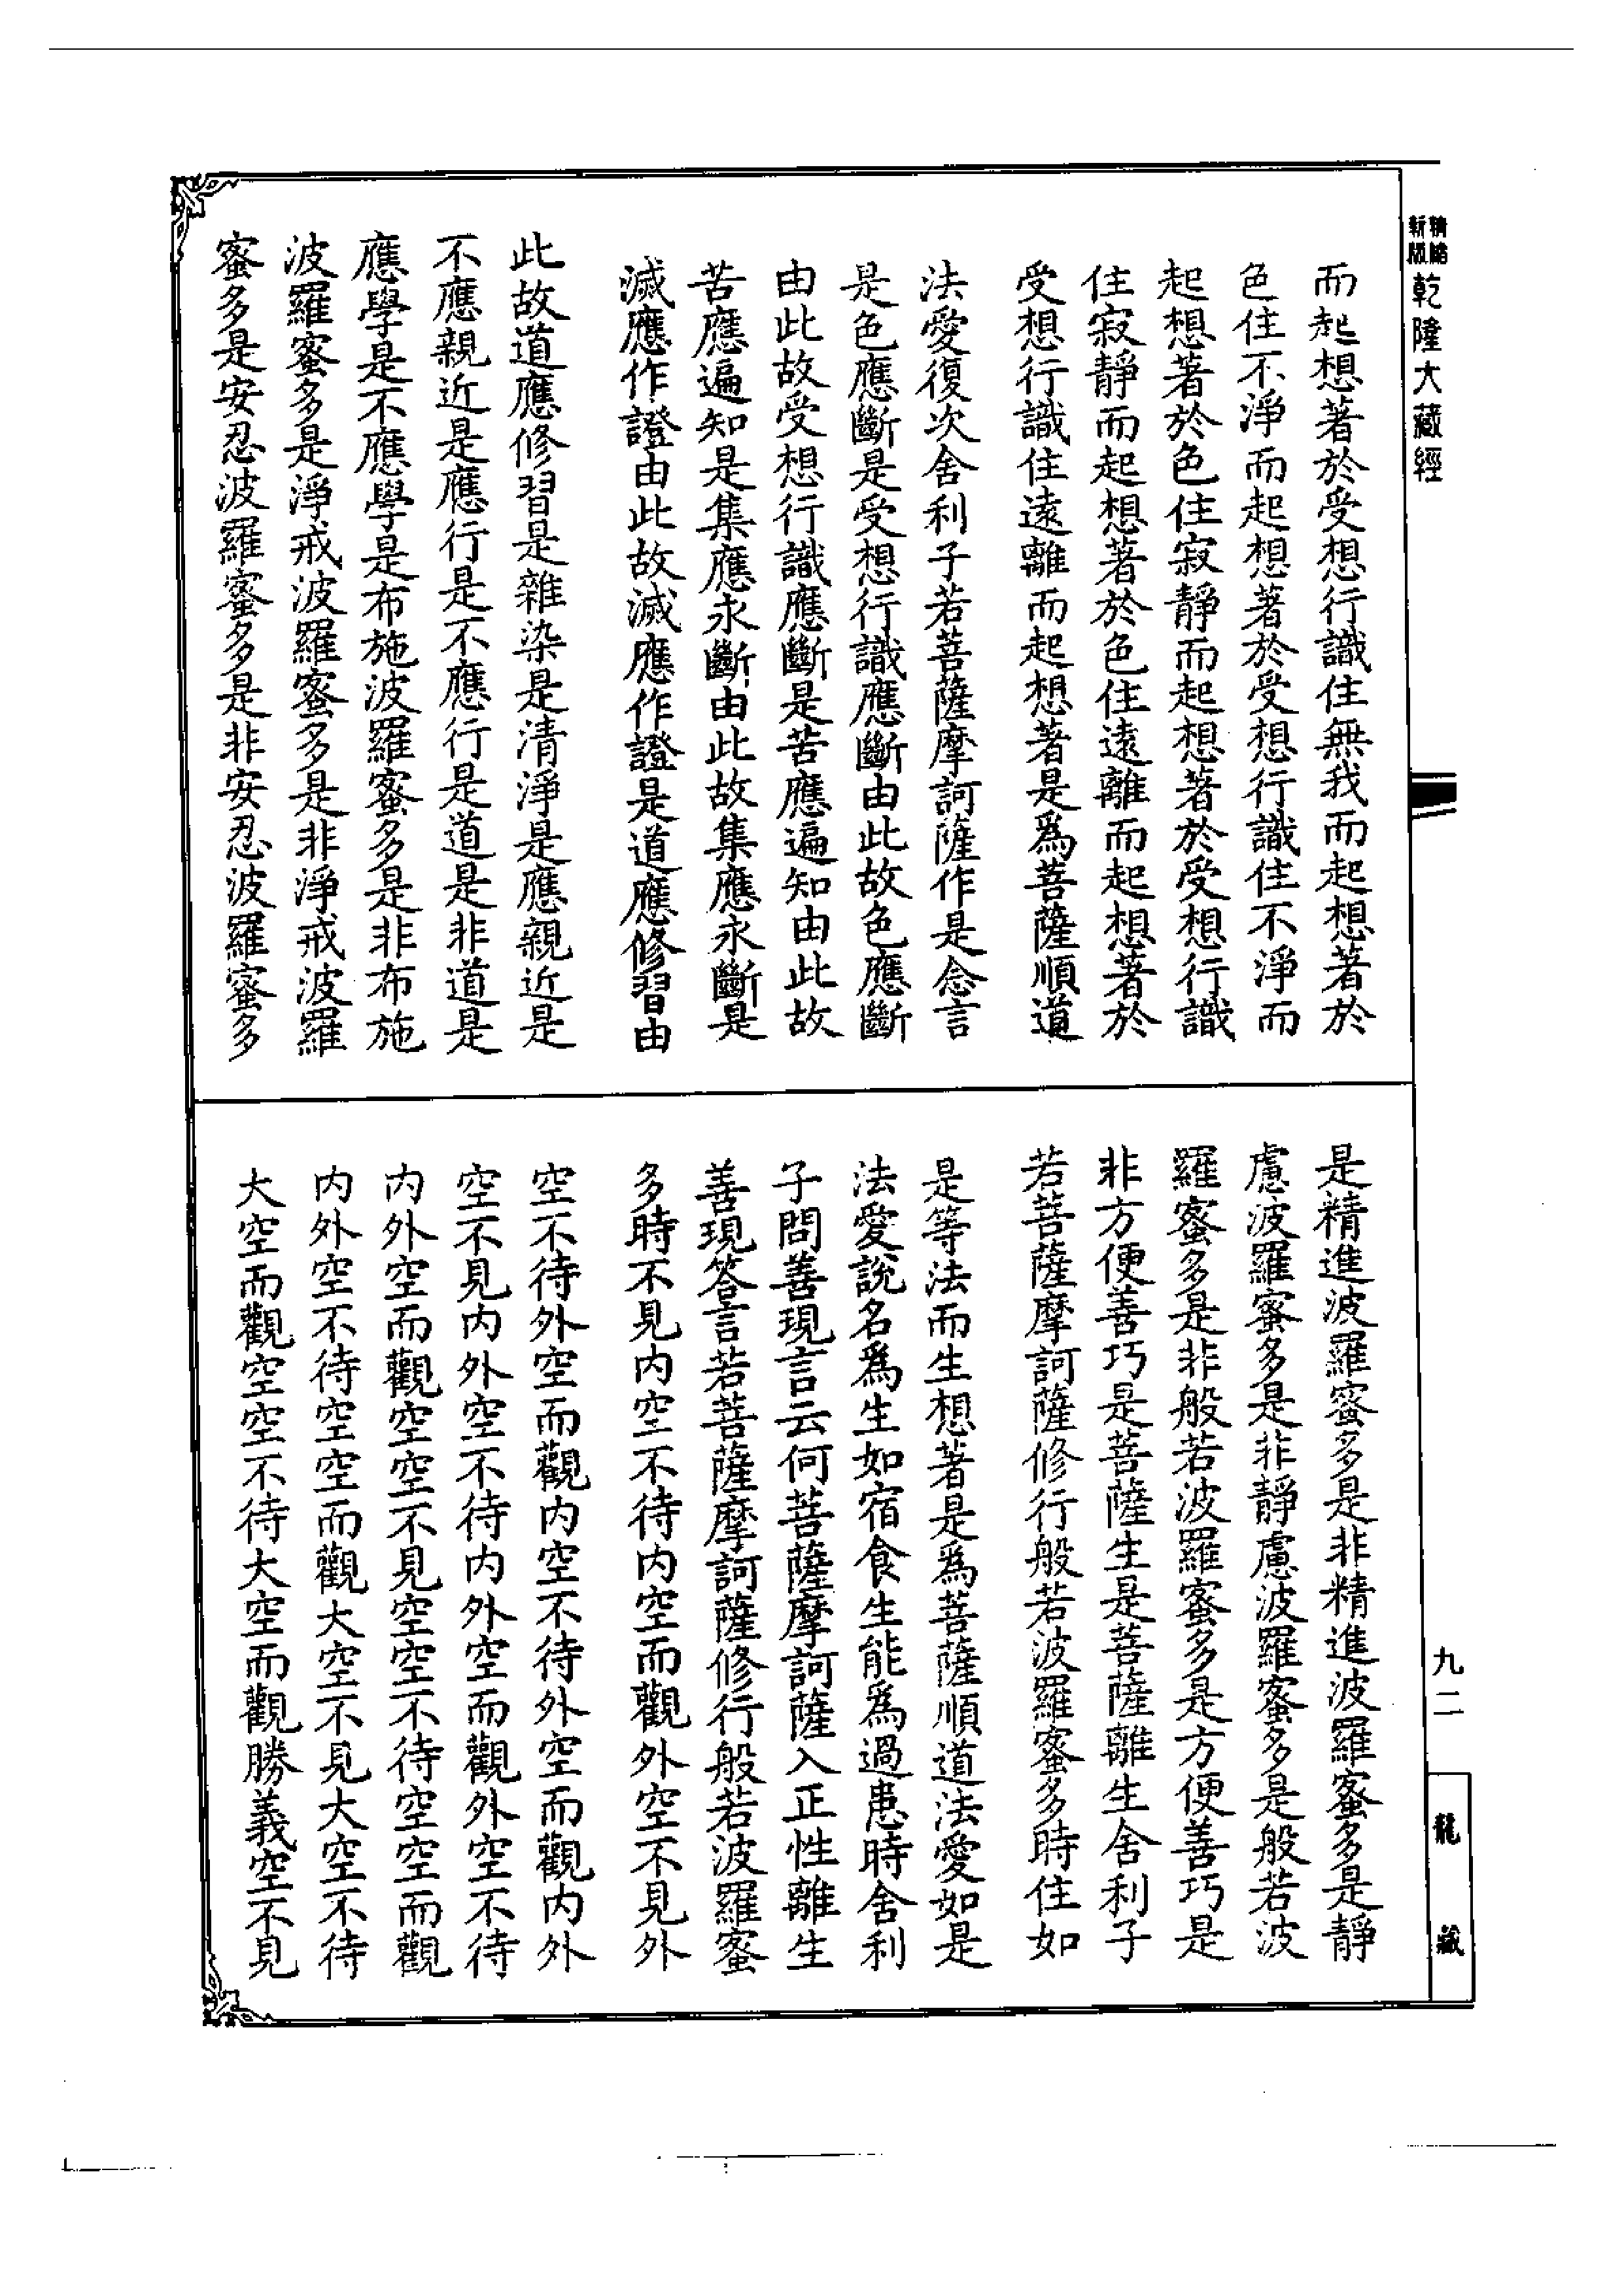 精縮
新版
乾隆大藏經
而起想著於受想行識住無我而起想著於
色住不淨而起想著於受想行識住不淨而
起想著於色住寂靜而起想著於受想行識
住寂靜而起想著於色住遠離而起想著於
受想行識住遠離而起想著是為菩薩順道
法愛復次舍利子若菩薩摩訶薩作是念言
是色應斷是受想行識應斷由此故色應斷
由此故受想行識應斷是苦應遍知由此故
苦應遍知是集應永斷由此故集應永斷是
滅應作證由此故滅應作證是道應修習由
此故道應修習是雜染是清淨是應親近是
不應親近是應行是不應行是道是非道是
應學是不應學是布施波羅蜜多是非布施
波羅蜜多是淨戒波羅蜜多是非淨戒波羅
蜜多是安忍波羅蜜多是非安忍波羅蜜多
是精進波羅蜜多是非精進波羅蜜多是靜
慮波羅蜜多是非靜慮波羅蜜多是般若波
羅蜜多是非般若波羅蜜多是方便善巧是
非方便善巧是菩薩生是菩薩離生舍利子
若菩薩摩訶薩修行般若波羅蜜多時住如
是等法而生想著是為菩薩順道法愛如是
法愛說名為生如宿食生能為過患時舍利
子問善現言云何菩薩摩訶薩入正性離生
善現答言若菩薩摩訶薩修行般若波羅蜜
多時不見內空不待內空而觀外空不見外
空不待外空而觀內空不待外空而觀內外
空不見內外空不待內外空而觀外空不待
內外空而觀空空不見空空不待空空而觀
內外空不待空空而觀大空不見大空不待
大空而觀空空不待大空而觀勝義空不見
九二
龍藏